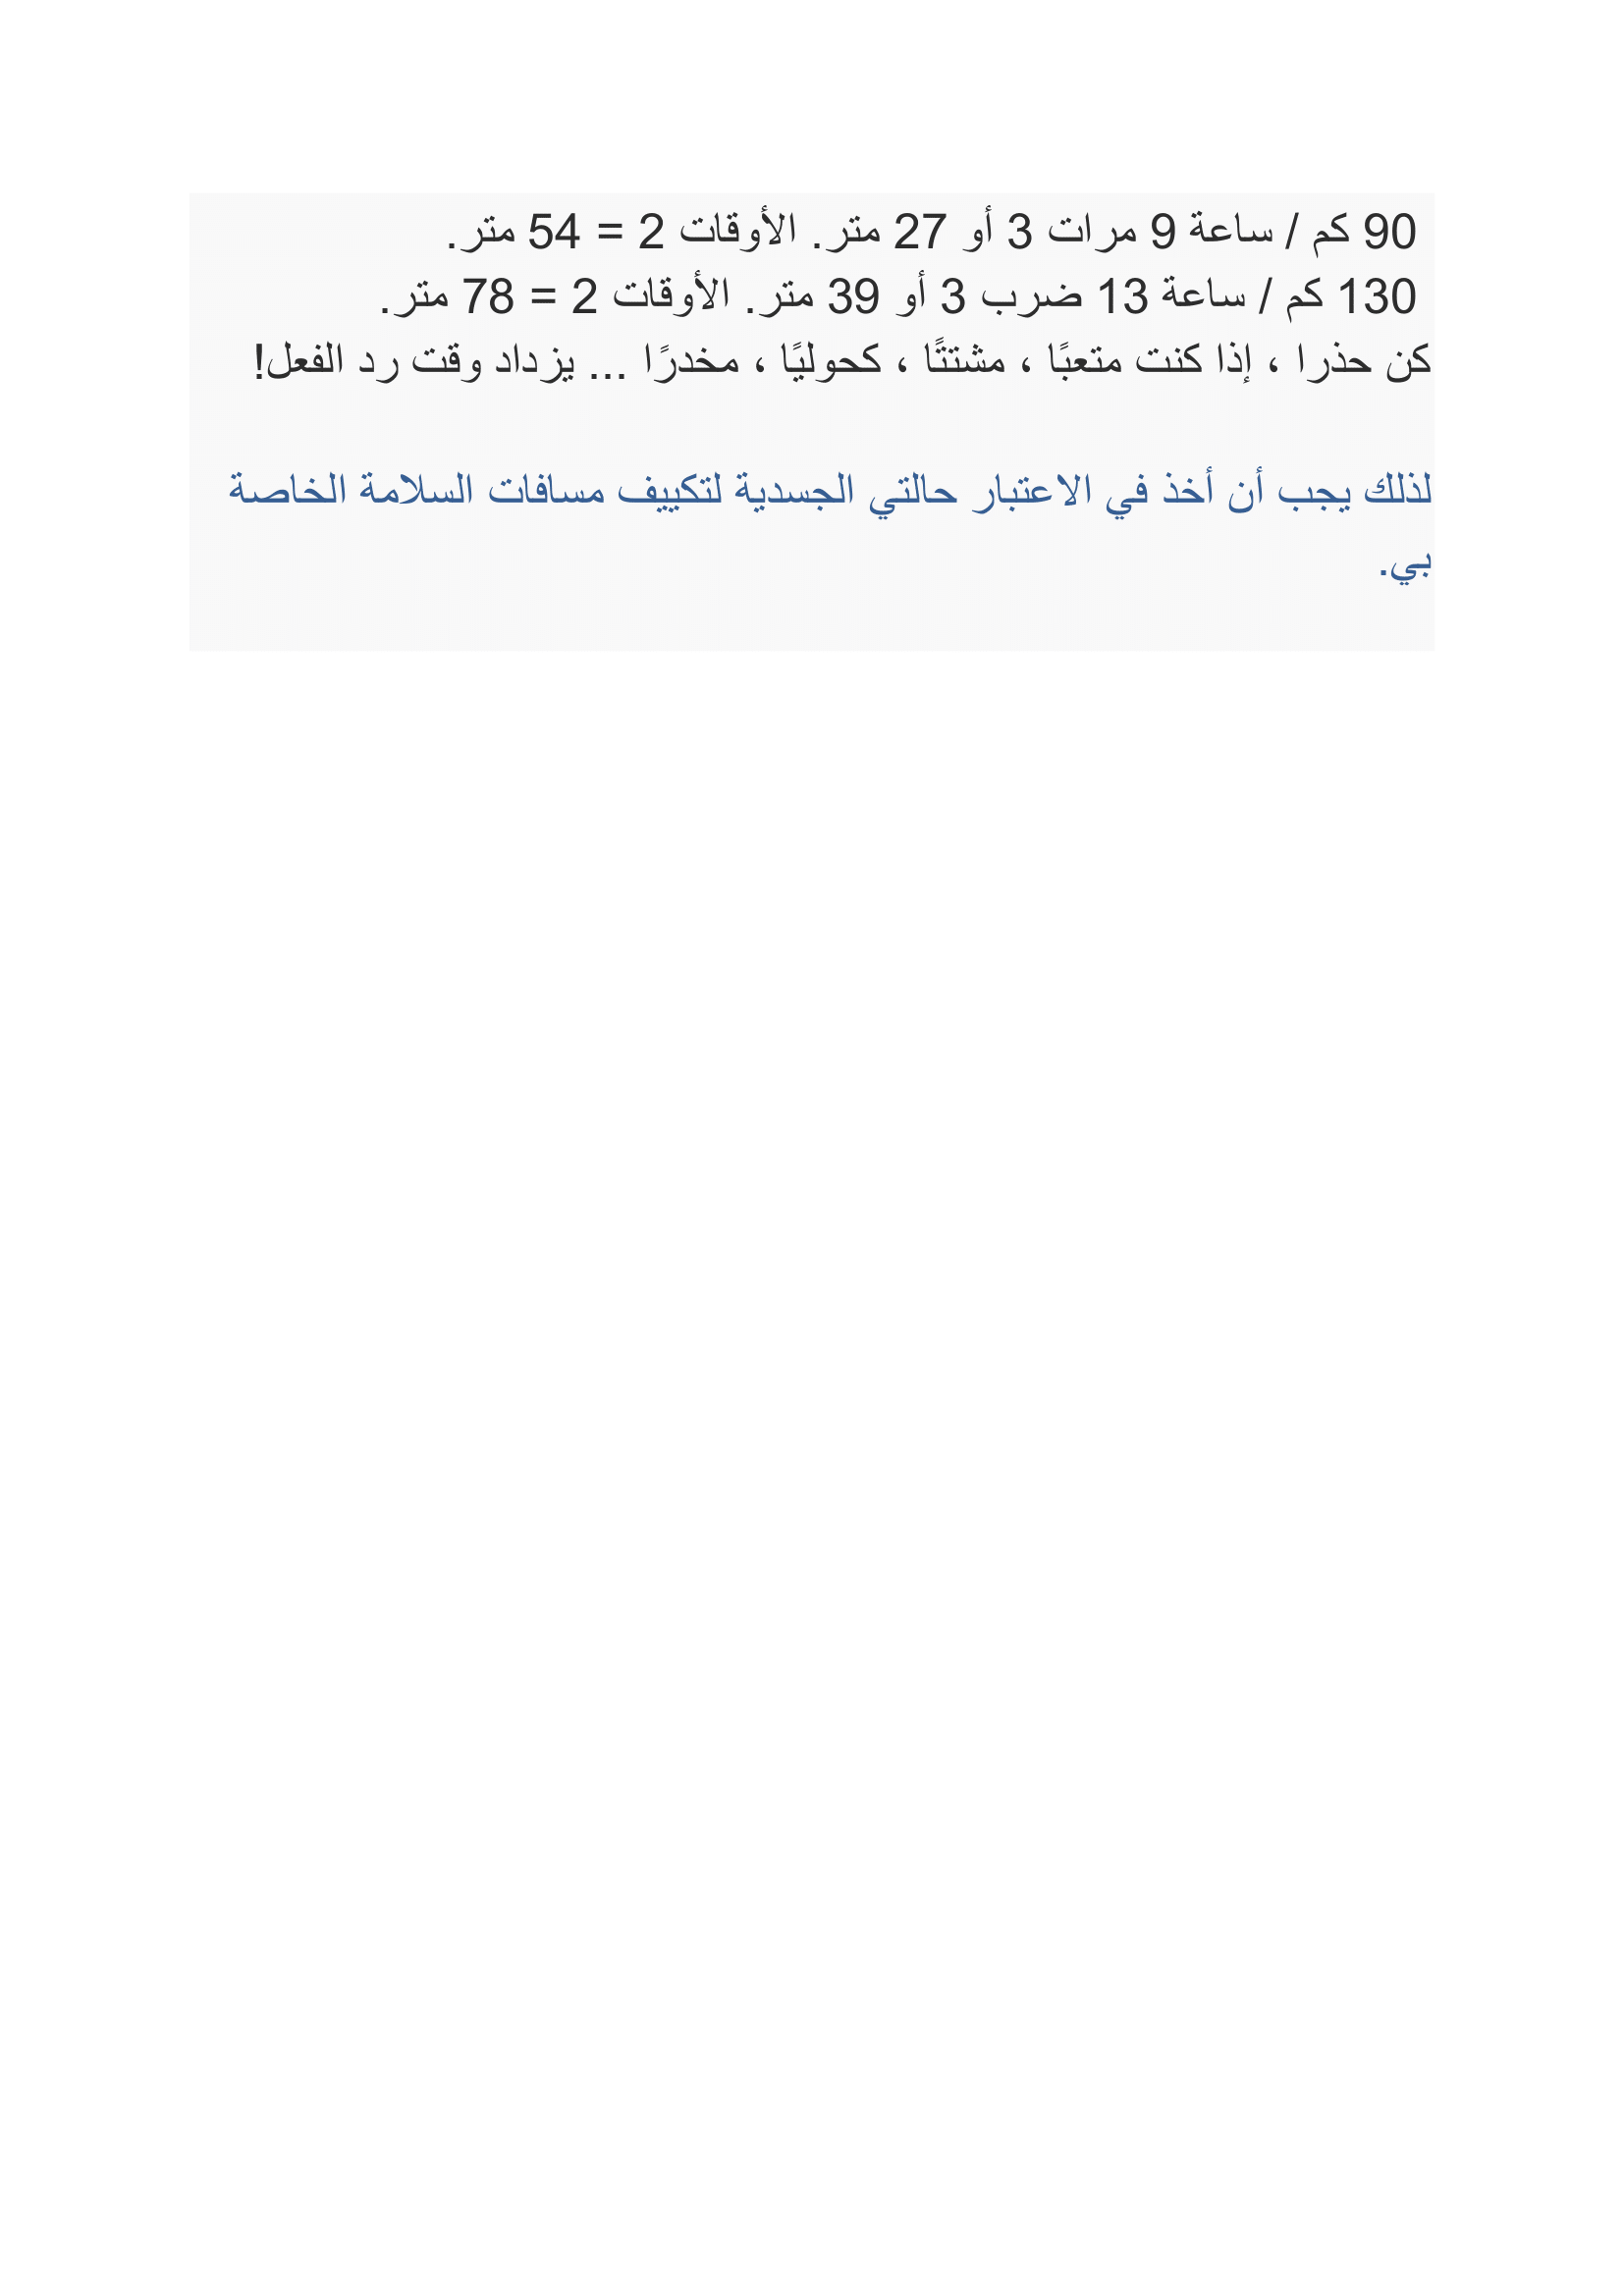 90 كم / ساعة 9 مرات 3 أو 27 متر. الأوقات 2 = 54 متر.
130 كم / ساعة 13 ضرب 3 أو 39 متر. الأوقات 2 = 78 متر.
كن حذرا ، إذا كنت متعبًا ، مشتتًا ، كحوليًا ، مخدرًا ... يزداد وقت رد الفعل!
لذلك يجب أن أخذ في الاعتبار حالتي الجسدية لتكييف مسافات السلامة الخاصة
بي.